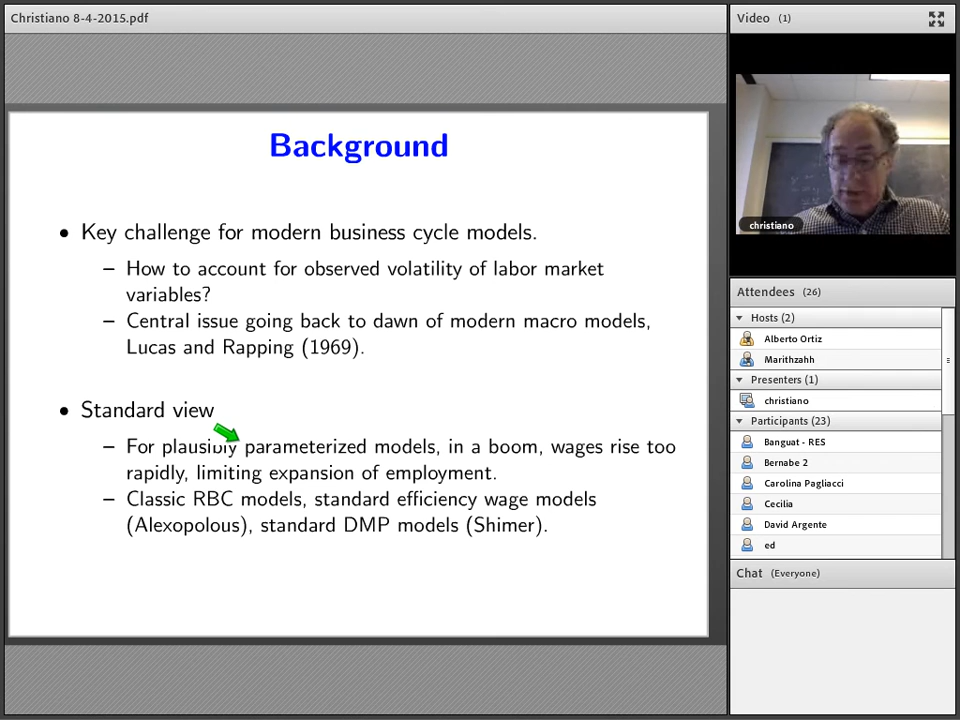 Christiano 8-4-2015.pdf
Background
• Key challenge for modern business cycle models.
– How to account for observed volatility of labor market
variables?
– Central issue going back to dawn of modern macro models,
Lucas and Rapping (1969).
• Standard view
– For plausibly parameterized models, in a boom, wages rise too
rapidly, limiting expansion of employment.
– Classic RBC models, standard efficiency wage models
(Alexopolous), standard DMP models (Shimer).
Video (1)
christiano
Attendees (26)
Hosts (2)
Alberto Ortiz
Marithzahh
Presenters (1)
christiano
Participants (23)
Banguat - RES
Bernabe 2
Carolina Pagliacci
Cecilia
David Argente
ed
Chat (Everyone)